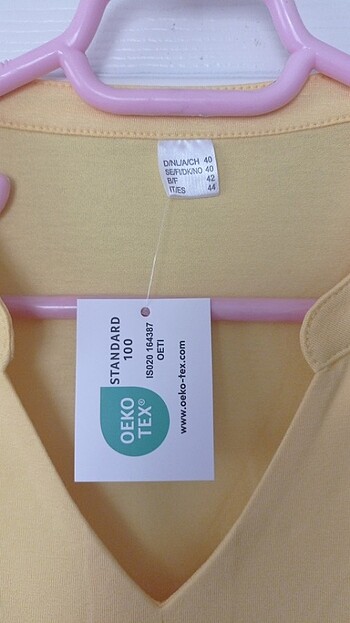 D/NL/A/CH 40
SE/FI/DK/NO 40
B/F 42
IT/ES 44
STANDARD
100
IS020 164387
OETI
OEKO
TEX®
www.oeko-tex.com